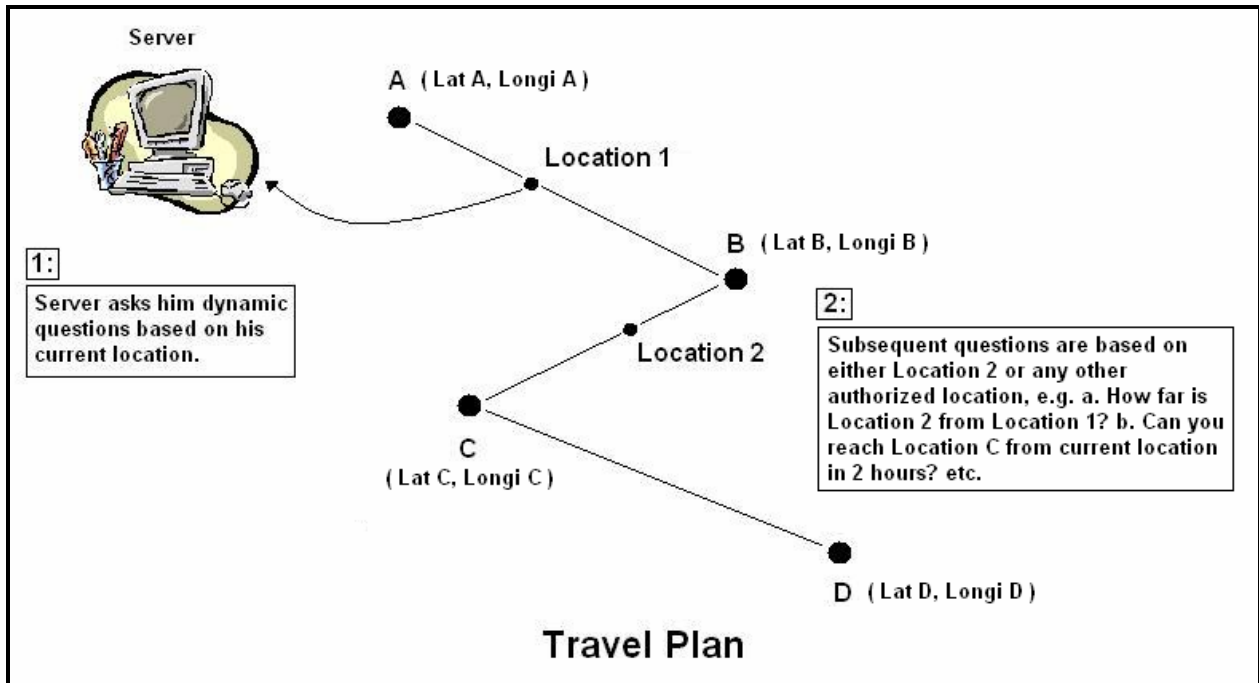 Server
A ( Lat A, Longi A )
Location 1
B ( Lat B, Longi B )
1:
Server asks him dynamic
questions based on his
current location.
2:
Location 2
Subsequent questions are based on
either Location 2 or any other
authorized location, e.g. a. How far is
Location 2 from Location 1? b. Can you
reach Location C from current location
in 2 hours? etc.
C
( Lat C, Longi C )
D ( Lat D, Longi D )
Travel Plan